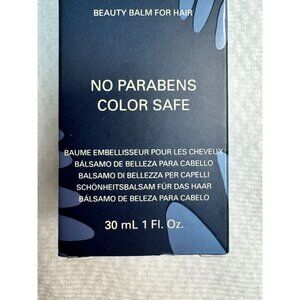 BEAUTY BALM FOR HAIR
NO PARABENS
COLOR SAFE
BAUME EMBELLISSEUR POUR LES CHEVEUX
BÁLSAMO DE BELLEZA PARA CABELLO
BALSAMO DI BELLEZZA PER CAPELLI
SCHÖNHEITSBALSAM FÜR DAS HAAR
BÁLSAMO DE BELEZA PARA CABELO
30 mL 1 Fl. Oz.